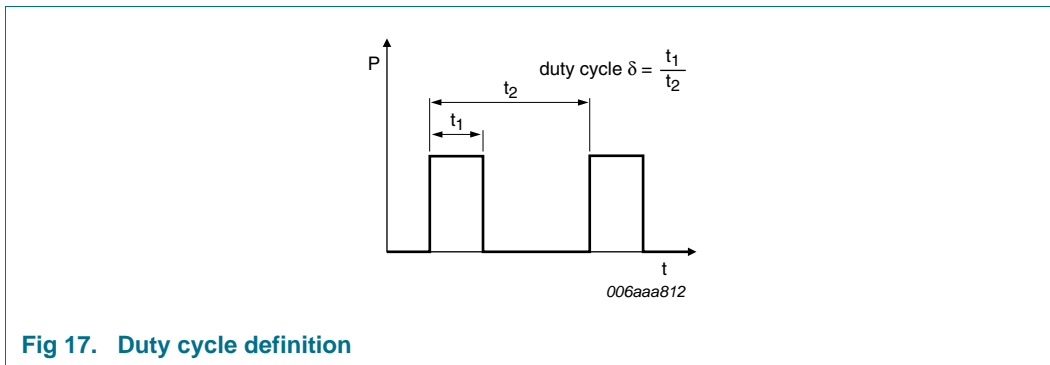 P
duty cycle δ = t1
t2
t2
t1
t
006aaa812
Fig 17. Duty cycle definition